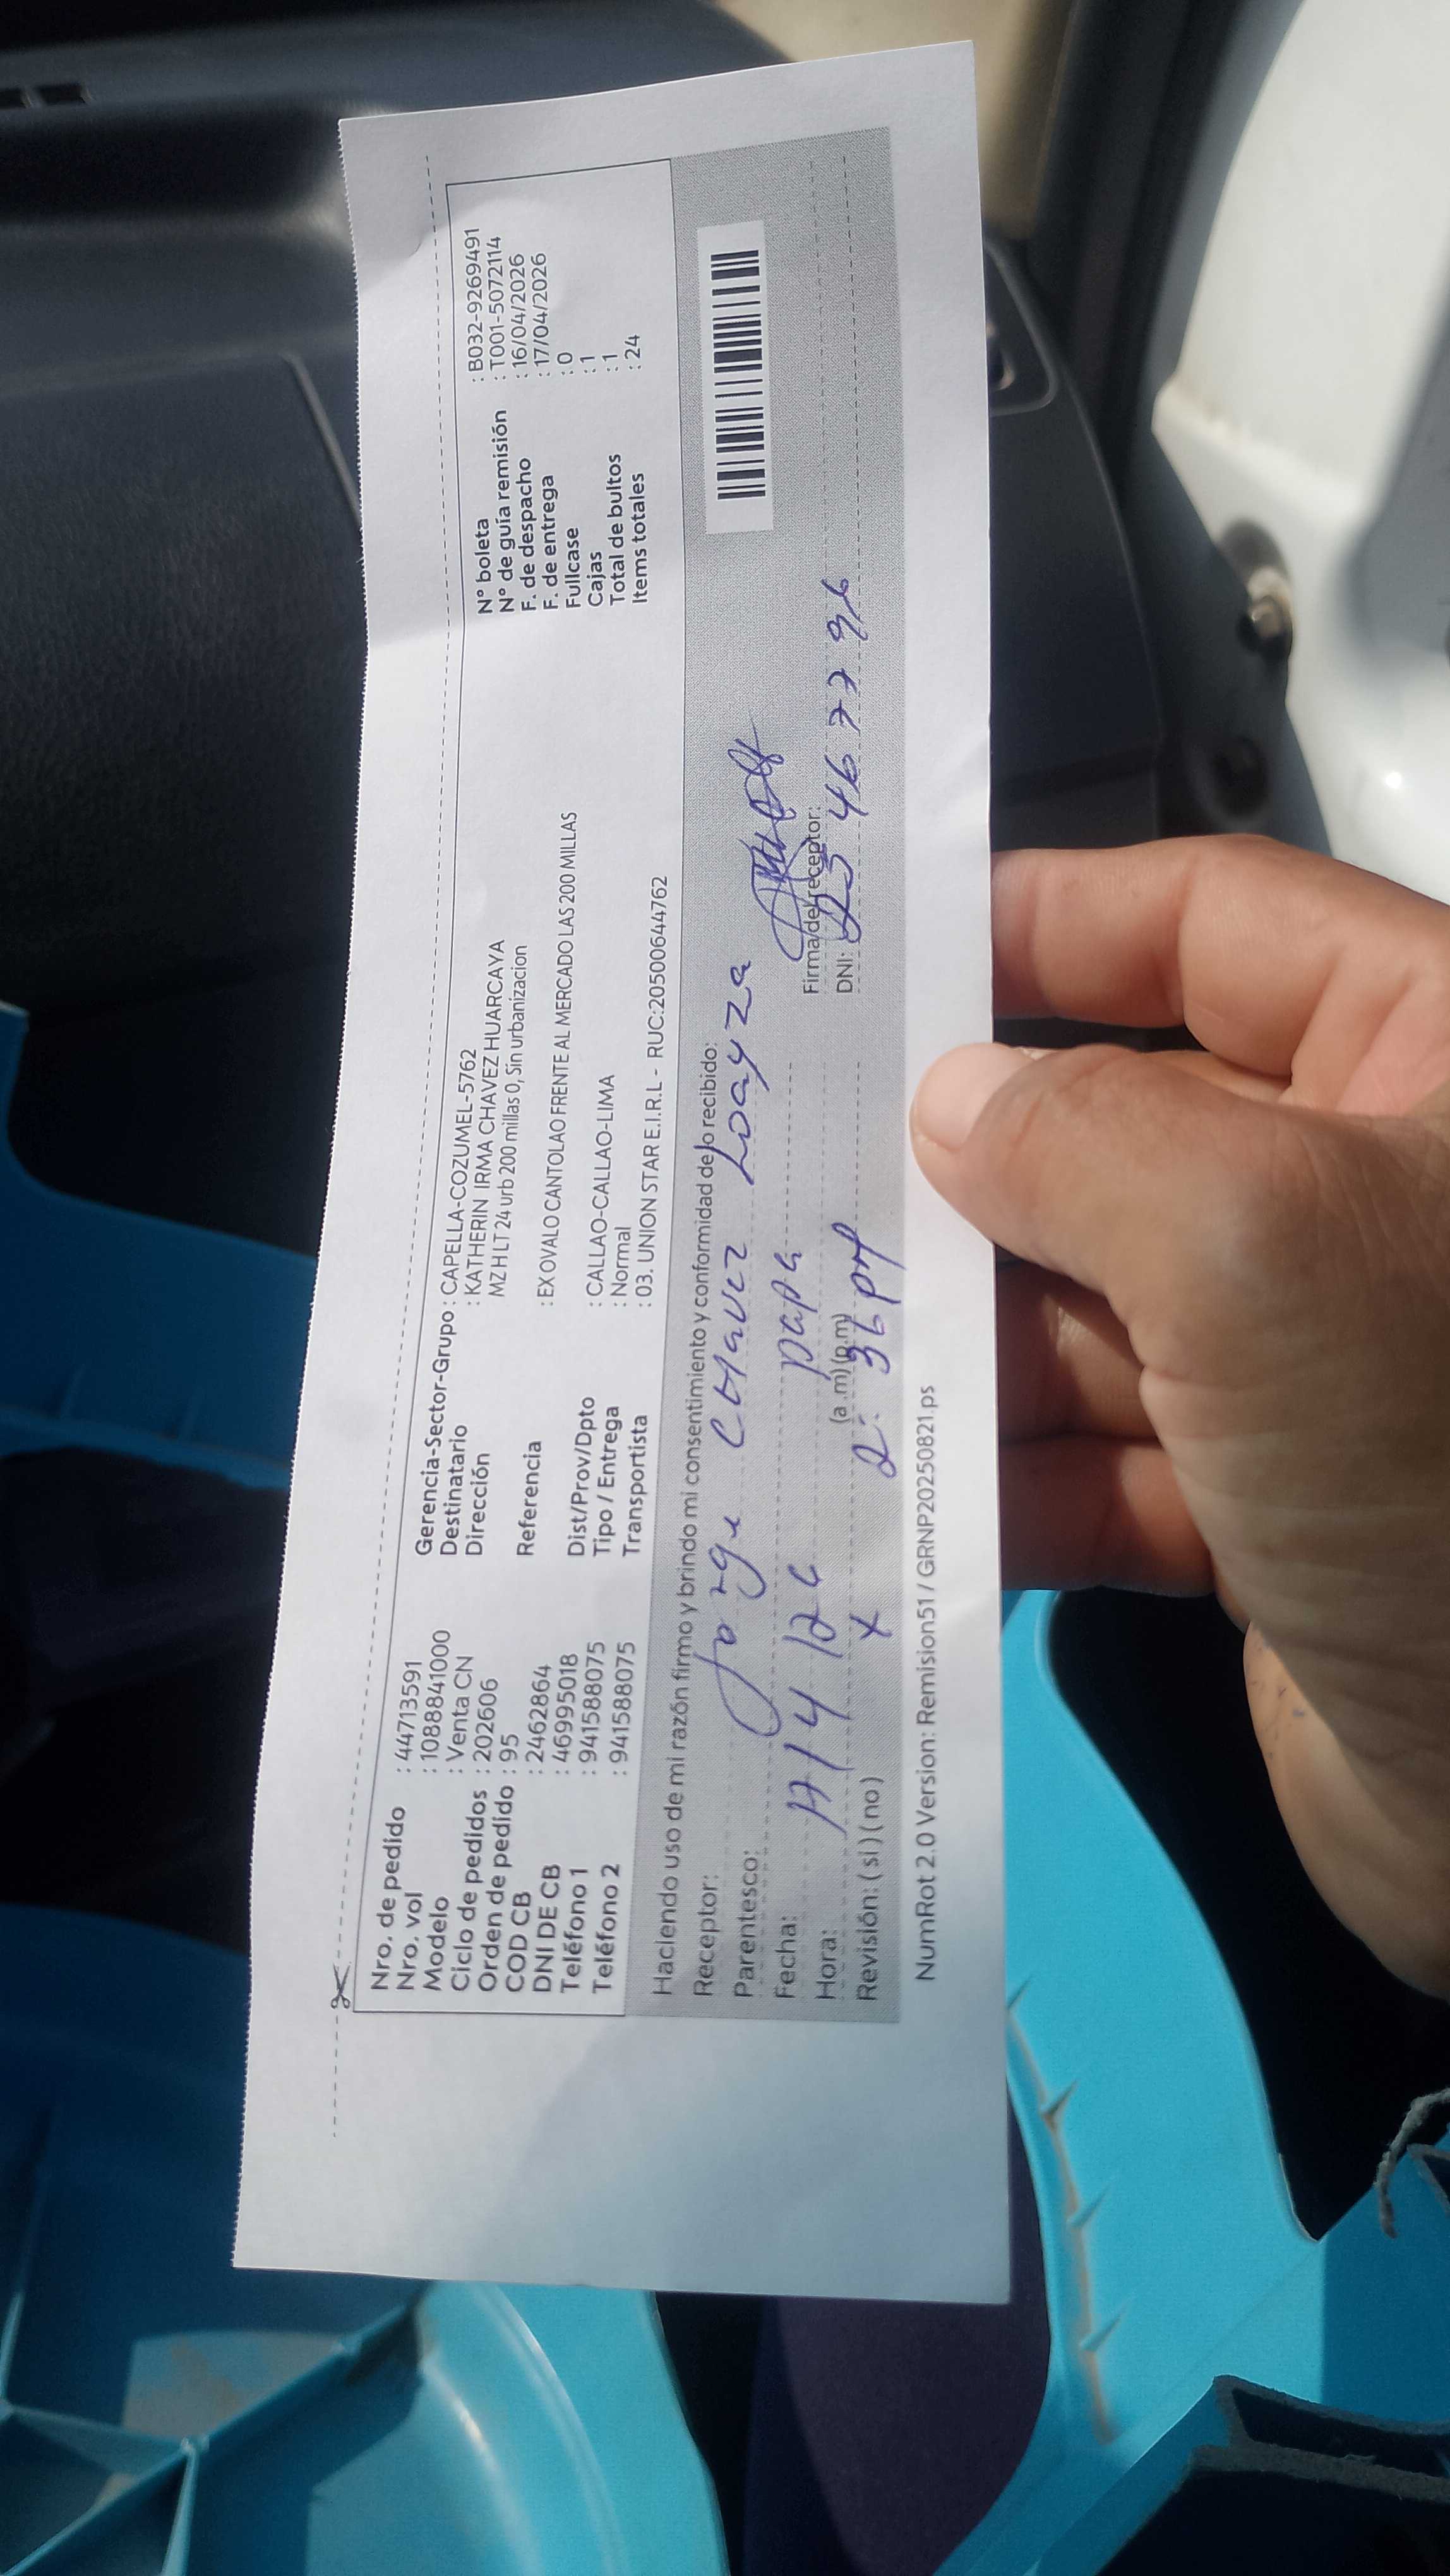 Nro. de pedido : 44713591
Nro. vol : 1088841000
Modelo : Venta CN
Ciclo de pedidos : 202606
Orden de pedido : 95
COD CB : 2462864
DNI DE CB : 46995018
Teléfono 1 : 941588075
Teléfono 2 : 941588075
Gerencia-Sector-Grupo : CAPELLA-COZUMEL-5762
Destinatario : KATHERIN IRMA CHAVEZ HUARCAYA
Dirección MZ H LT 24 urb 200 millas 0, Sin urbanizacion
Referencia : EX OVALO CANTOLAO FRENTE AL MERCADO LAS 200 MILLAS
Dist/Prov/Dpto : CALLAO-CALLAO-LIMA
Tipo / Entrega : Normal
Transportista : 03. UNION STAR E.I.R.L - RUC:20500644762
N° boleta : B032-9269491
N° de guía remisión : T001-5072114
F. de despacho : 16/04/2026
F. de entrega : 17/04/2026
Fullcase : 0
Cajas : 1
Total de bultos : 1
Items totales : 24
Haciendo uso de mi razón firmo y brindo mi consentimiento y conformidad de lo recibido:
Receptor: Jorge Chavez Loayza
Parentesco: papa
Fecha: 17/4/26
Hora: 2:36 pm (a.m) (p.m)
Revisión: ( si ) ( no ) x
Firma del receptor:
DNI: 25467796
NumRot 2.0 Version: Remision51 / GRNP20250821.ps